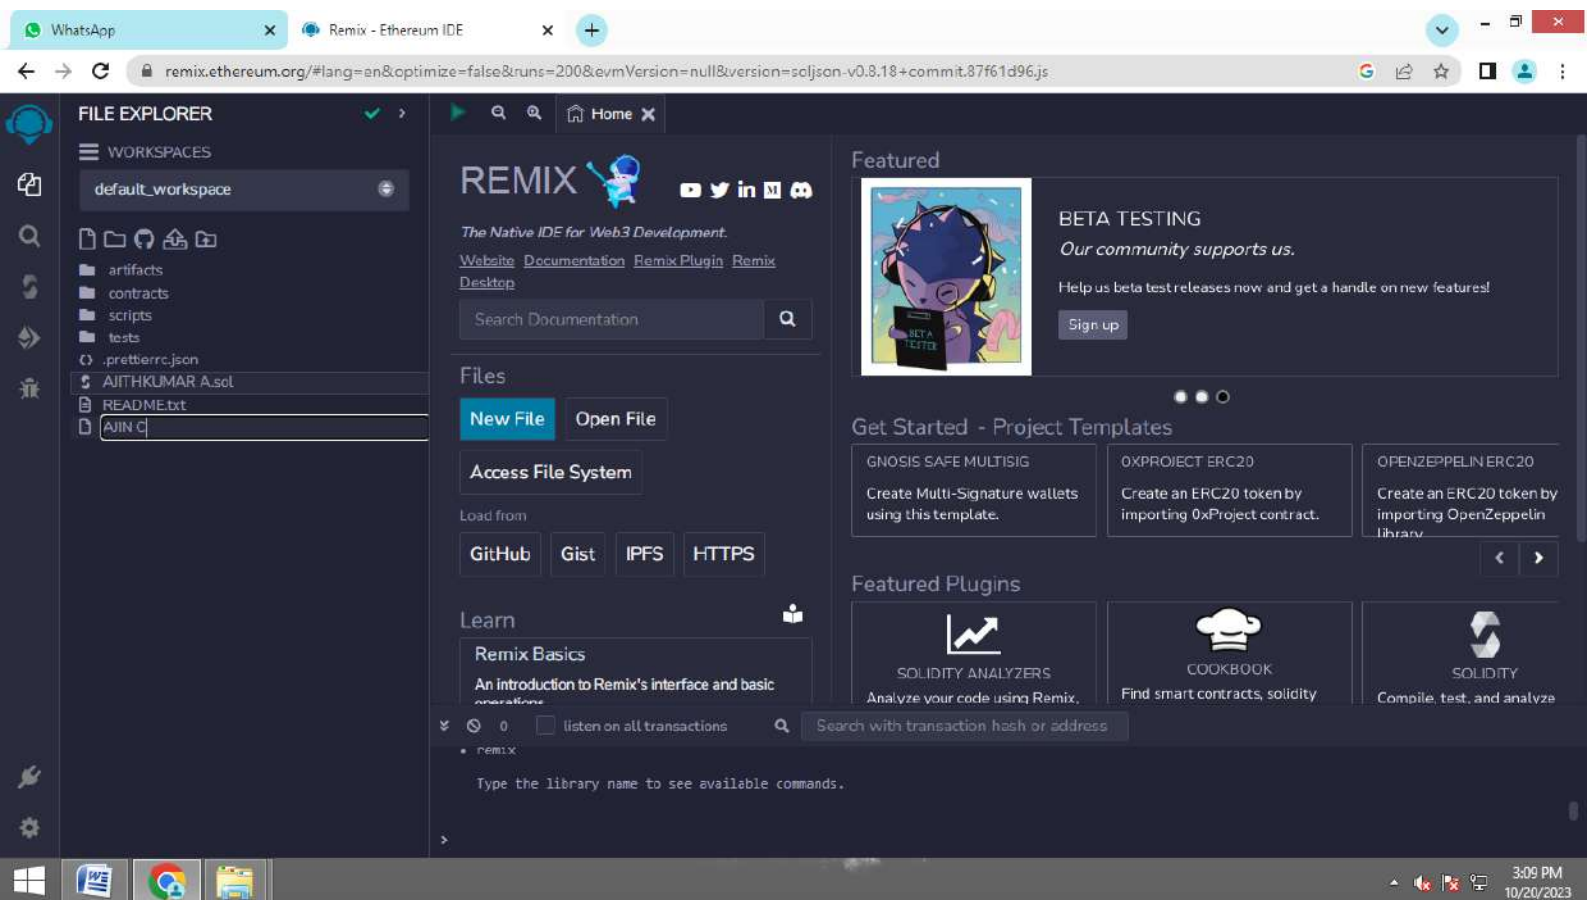 WhatsApp
Remix - Ethereum IDE
remix.ethereum.org/#lang=en&optimize=false&runs=200&evmVersion=null&version=soljson-v0.8.18+commit.87f61d96.js
FILE EXPLORER
WORKSPACES
default_workspace
artifacts
contracts
scripts
tests
.prettierrc.json
AJITHKUMAR A.sol
README.txt
AJIN C
Home
REMIX
The Native IDE for Web3 Development.
Website Documentation Remix Plugin Remix
Desktop
Search Documentation
Files
New File Open File
Access File System
Load from
GitHub Gist IPFS HTTPS
Learn
Remix Basics
An introduction to Remix's interface and basic
operations
Featured
BETA TESTER
BETA TESTING
Our community supports us.
Help us beta test releases now and get a handle on new features!
Sign up
Get Started - Project Templates
GNOSIS SAFE MULTISIG
Create Multi-Signature wallets
using this template.
0XPROJECT ERC20
Create an ERC20 token by
importing 0xProject contract.
OPENZEPPELIN ERC20
Create an ERC20 token by
importing OpenZeppelin
library
Featured Plugins
SOLIDITY ANALYZERS
Analyze your code using Remix,
COOKBOOK
Find smart contracts, solidity
SOLIDITY
Compile, test, and analyze
0 listen on all transactions Search with transaction hash or address
remix
Type the library name to see available commands.
>
3:09 PM
10/20/2023